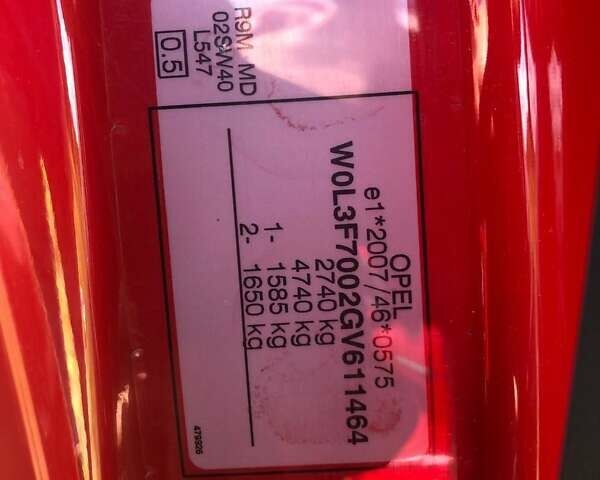 OPEL
e1*2007/46*0575
W0L3F7002GV611464
2740 kg
4740 kg
1- 1585 kg
2- 1650 kg
R9M MD
02SW40
L547
0.5
479326